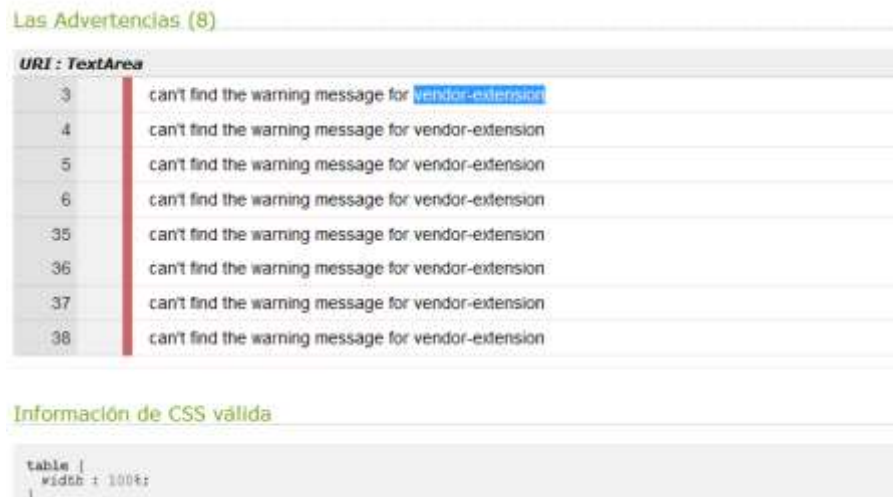 Las Advertencias (8)
URI : TextArea
3 can't find the warning message for vendor-extension
4 can't find the warning message for vendor-extension
5 can't find the warning message for vendor-extension
6 can't find the warning message for vendor-extension
35 can't find the warning message for vendor-extension
36 can't find the warning message for vendor-extension
37 can't find the warning message for vendor-extension
38 can't find the warning message for vendor-extension
Información de CSS válida
table {
width : 100%;
}